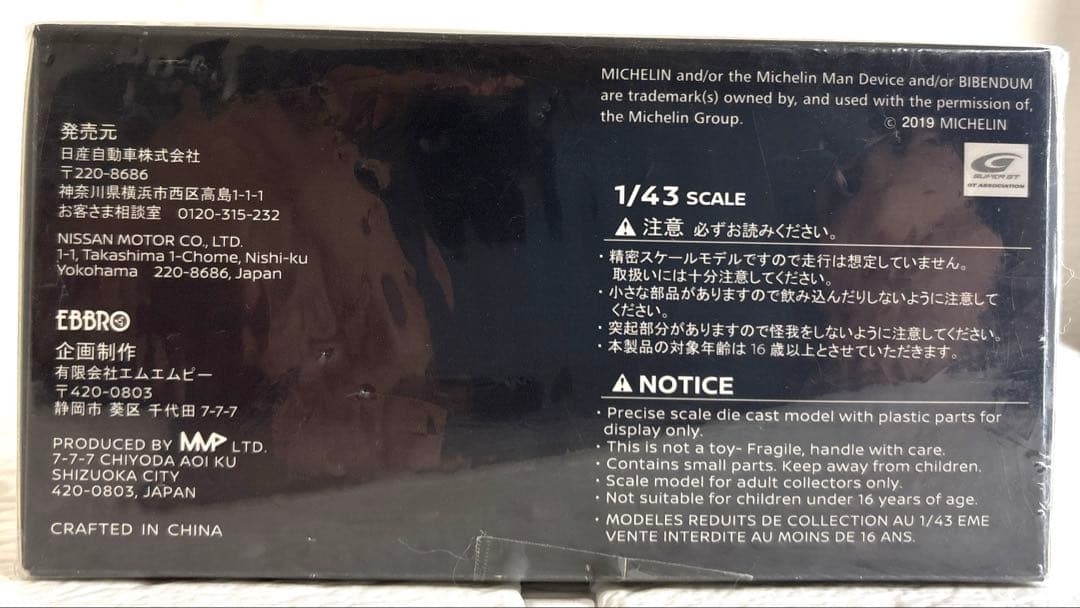 発売元
日産自動車株式会社
〒220-8686
神奈川県横浜市西区高島1-1-1
お客さま相談室 0120-315-232
NISSAN MOTOR CO., LTD.
1-1, Takashima 1-Chome, Nishi-ku
Yokohama 220-8686, Japan
EBBRO
企画制作
有限会社エムエムピー
〒420-0803
静岡市 葵区 千代田 7-7-7
PRODUCED BY MMP LTD.
7-7-7 CHIYODA AOI KU
SHIZUOKA CITY
420-0803, JAPAN
CRAFTED IN CHINA
MICHELIN and/or the Michelin Man Device and/or BIBENDUM
are trademark(s) owned by, and used with the permission of,
the Michelin Group.
© 2019 MICHELIN
SUPER GT
GT ASSOCIATION
1/43 SCALE
注意 必ずお読みください。
・精密スケールモデルですので走行は想定していません。
取扱いには十分注意してください。
・小さな部品がありますので飲み込んだりしないように注意して
ください。
・突起部分がありますので怪我をしないように注意してください。
・本製品の対象年齢は16歳以上とさせていただきます。
NOTICE
・Precise scale die cast model with plastic parts for
display only.
・This is not a toy- Fragile, handle with care.
・Contains small parts. Keep away from children.
・Scale model for adult collectors only.
・Not suitable for children under 16 years of age.
・MODELES REDUITS DE COLLECTION AU 1/43 EME
VENTE INTERDITE AU MOINS DE 16 ANS.